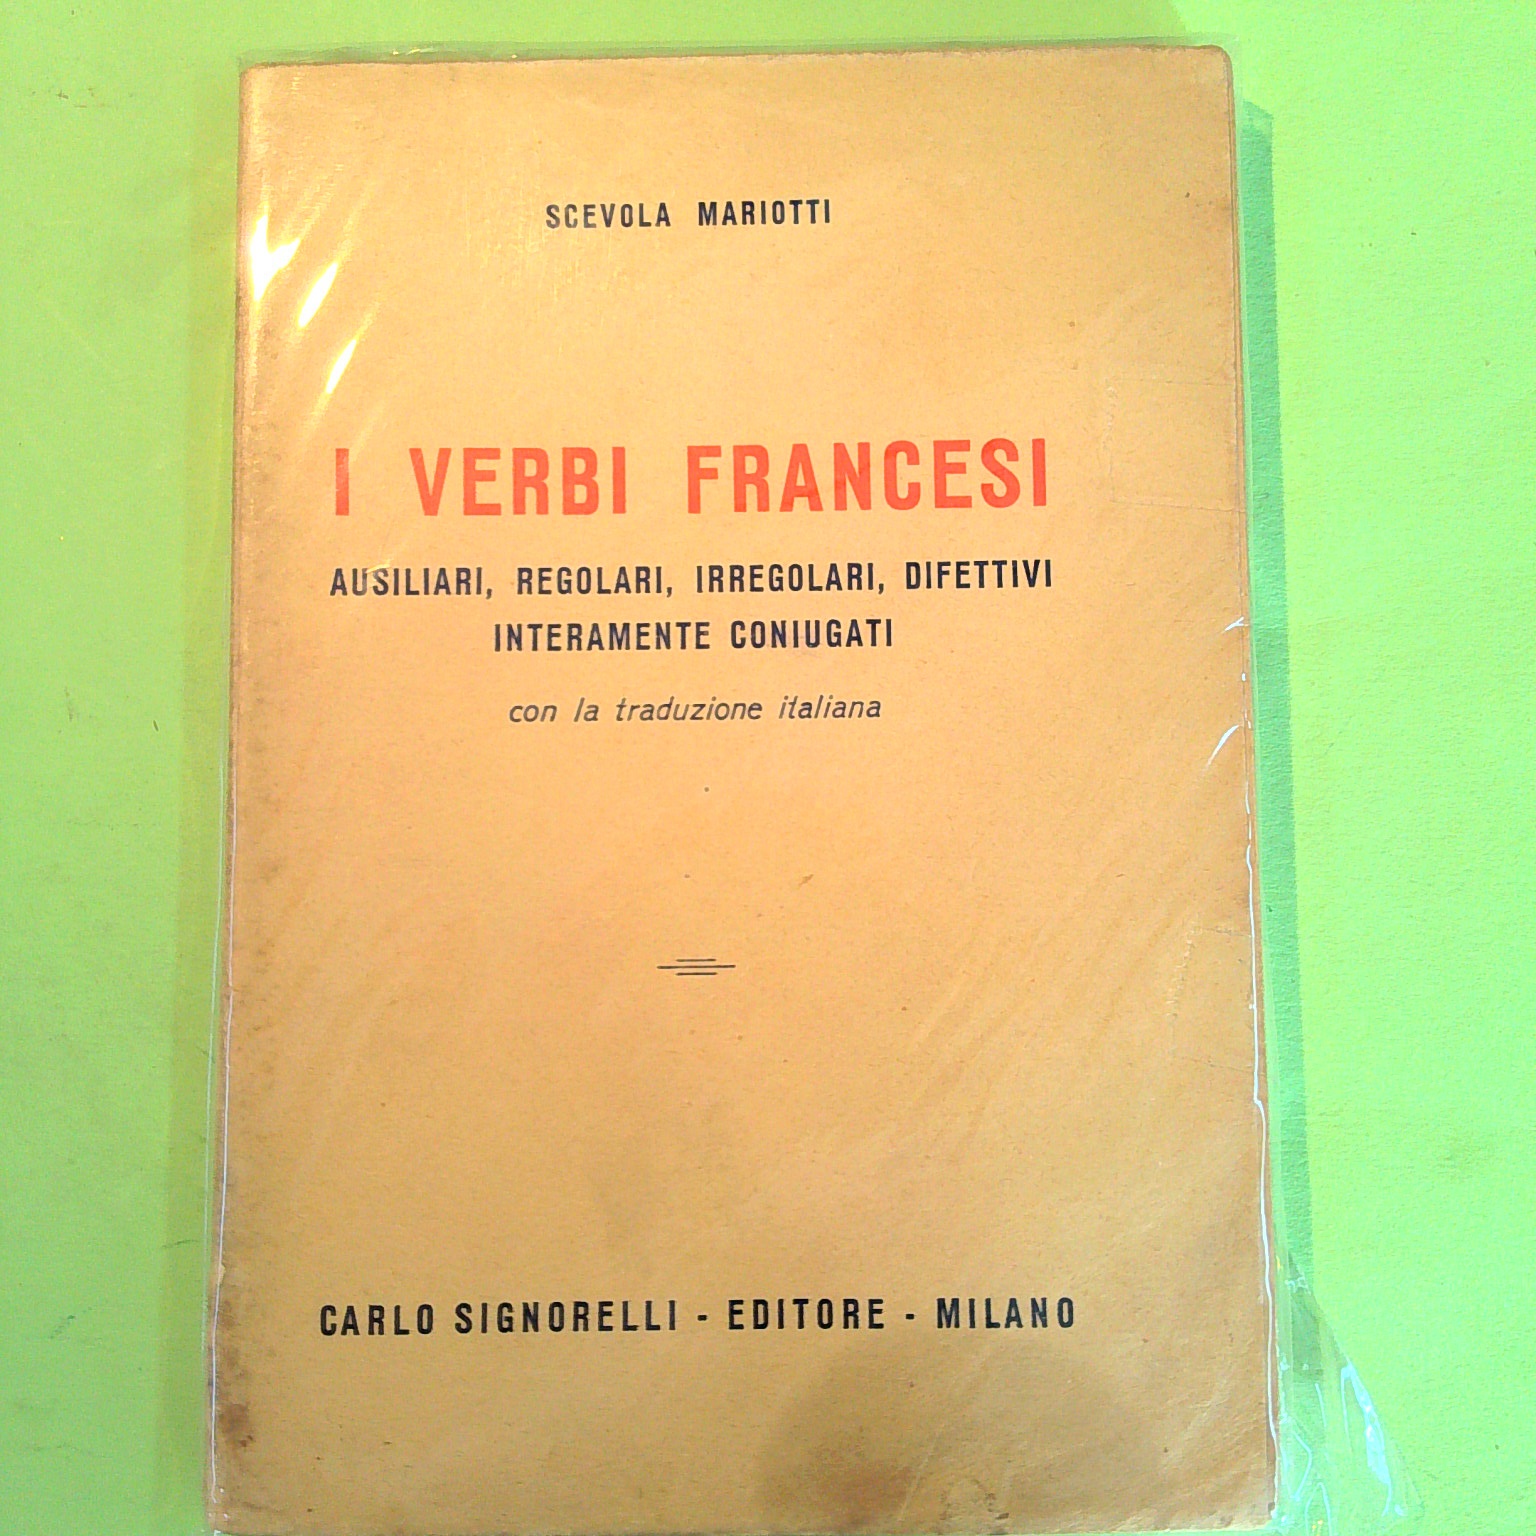 SCEVOLA MARIOTTI
I VERBI FRANCESI
AUSILIARI, REGOLARI, IRREGOLARI, DIFETTIVI
INTERAMENTE CONIUGATI
con la traduzione italiana
CARLO SIGNORELLI - EDITORE - MILANO